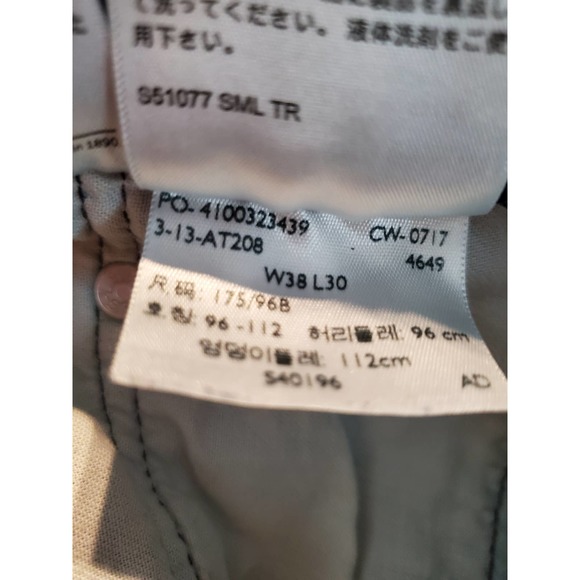 く洗ってください。液体洗剤をご使
用下さい。
S51077 SML TR
1890
PO- 4100323439
CW-0717
3-13-AT208
4649
W38 L30
尺 码: 175/96B
호 칭: 96 -112 허리둘레: 96 cm
엉덩이둘레: 112cm
S40196
AD